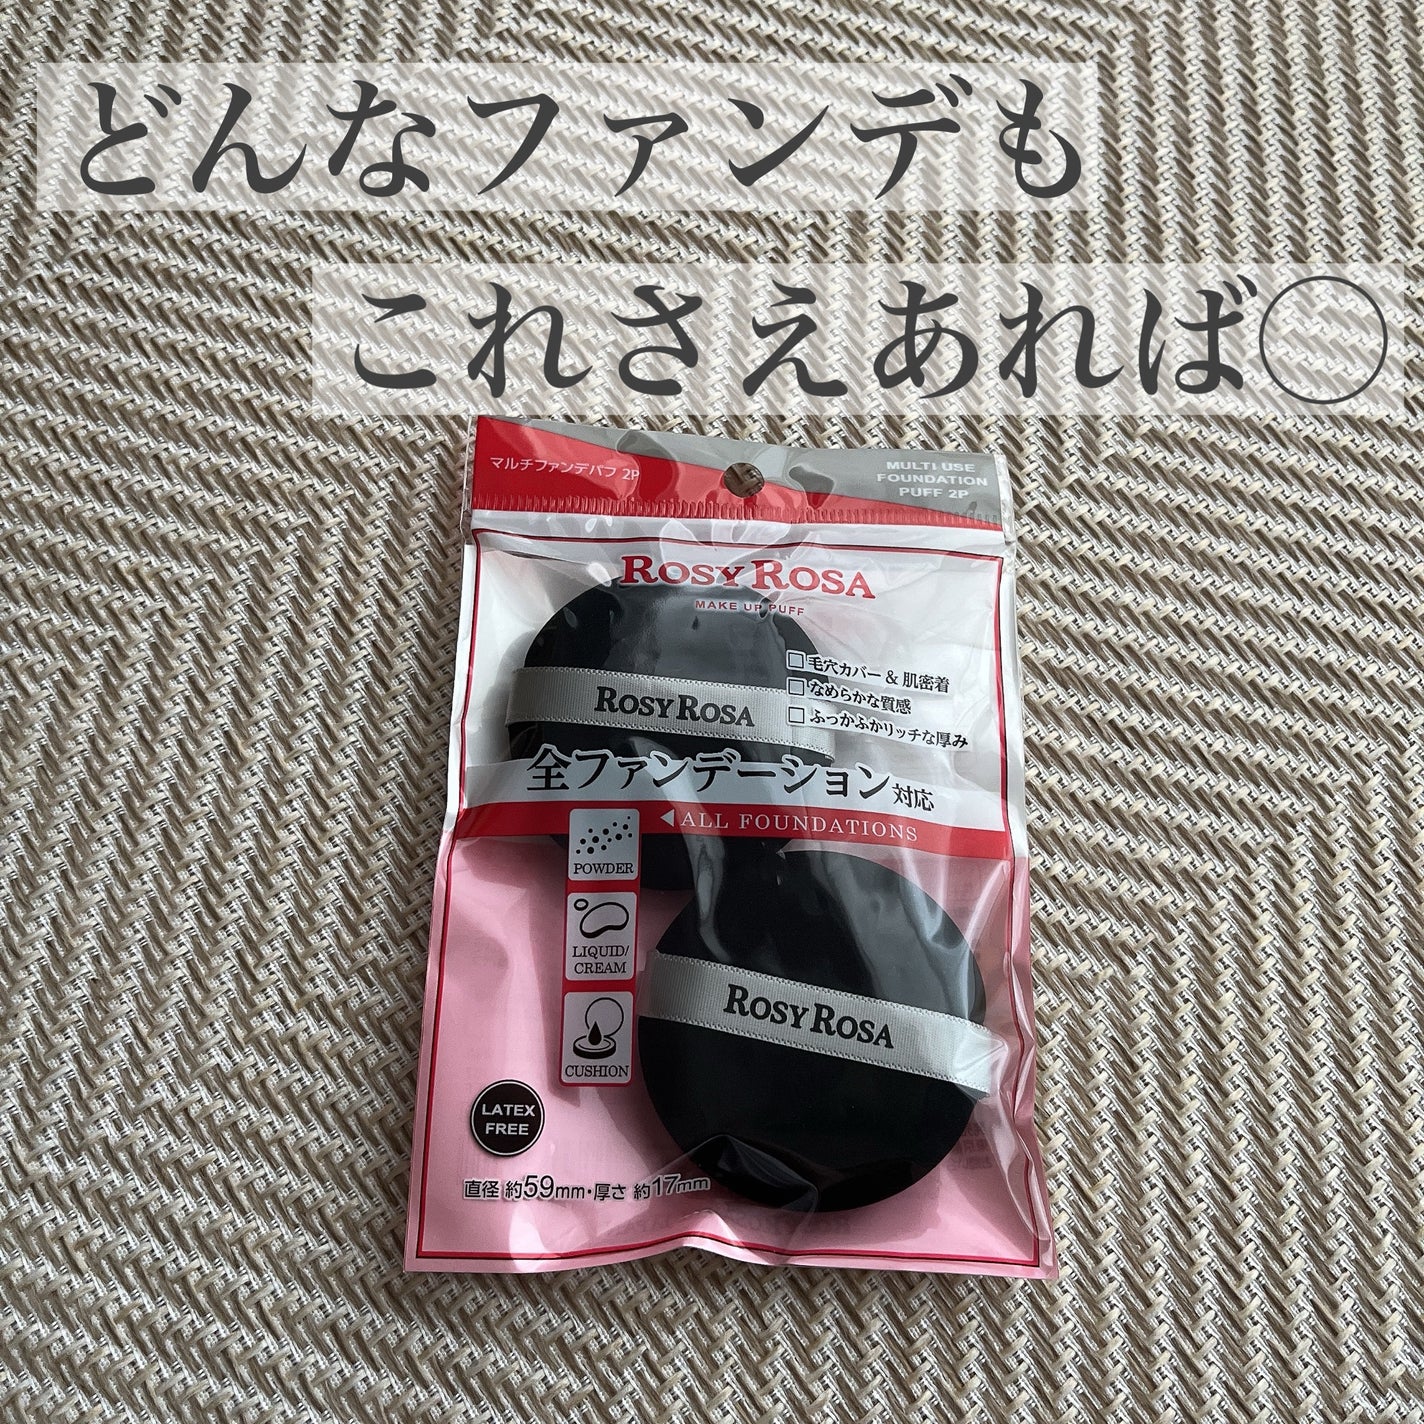 どんなファンデも
これさえあれば◯
マルチファンデパフ 2P
MULTI USE
FOUNDATION
PUFF 2P
ROSY ROSA
MAKE UP PUFF
□毛穴カバー & 肌密着
□なめらかな質感
□ふっかふかリッチな厚み
ROSY ROSA
全ファンデーション対応
◀ALL FOUNDATIONS
POWDER
LIQUID/
CREAM
CUSHION
ROSY ROSA
LATEX
FREE
直径 約59mm・厚さ 約17mm